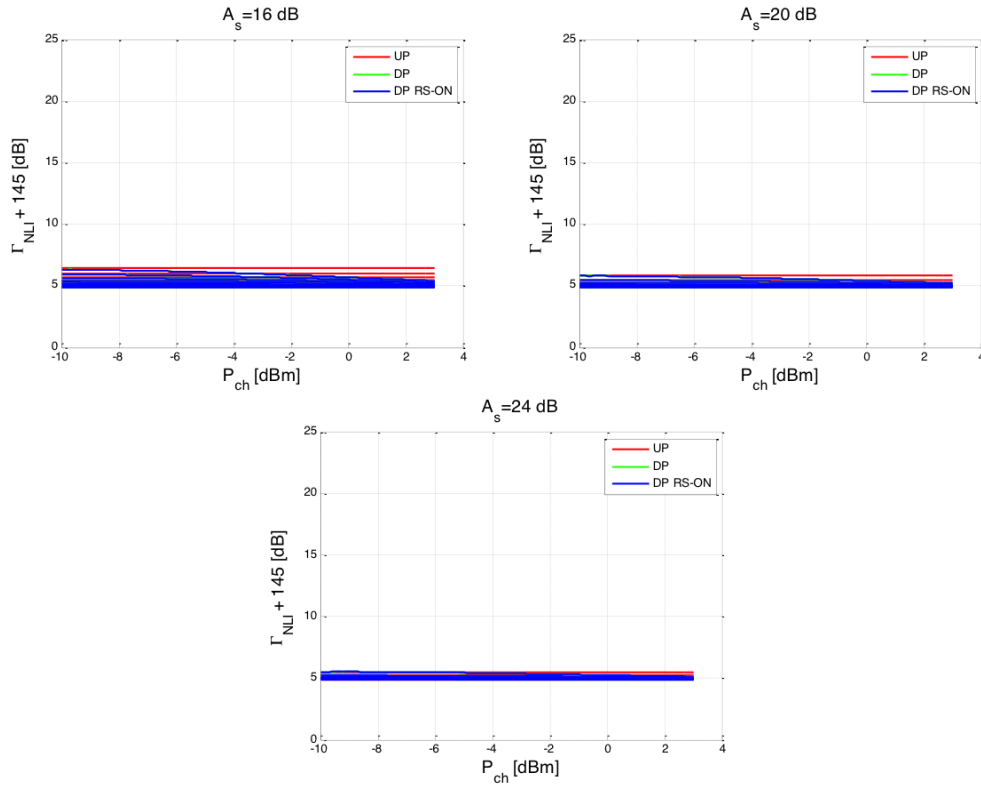 A_s=16 dB
25
20
15
10
5
0
Γ_NLI + 145 [dB]
UP
DP
DP RS-ON
-10 -8 -6 -4 -2 0 2 4
P_ch [dBm]
A_s=20 dB
25
20
15
10
5
0
Γ_NLI + 145 [dB]
UP
DP
DP RS-ON
-10 -8 -6 -4 -2 0 2 4
P_ch [dBm]
A_s=24 dB
25
20
15
10
5
0
Γ_NLI + 145 [dB]
UP
DP
DP RS-ON
-10 -8 -6 -4 -2 0 2 4
P_ch [dBm]